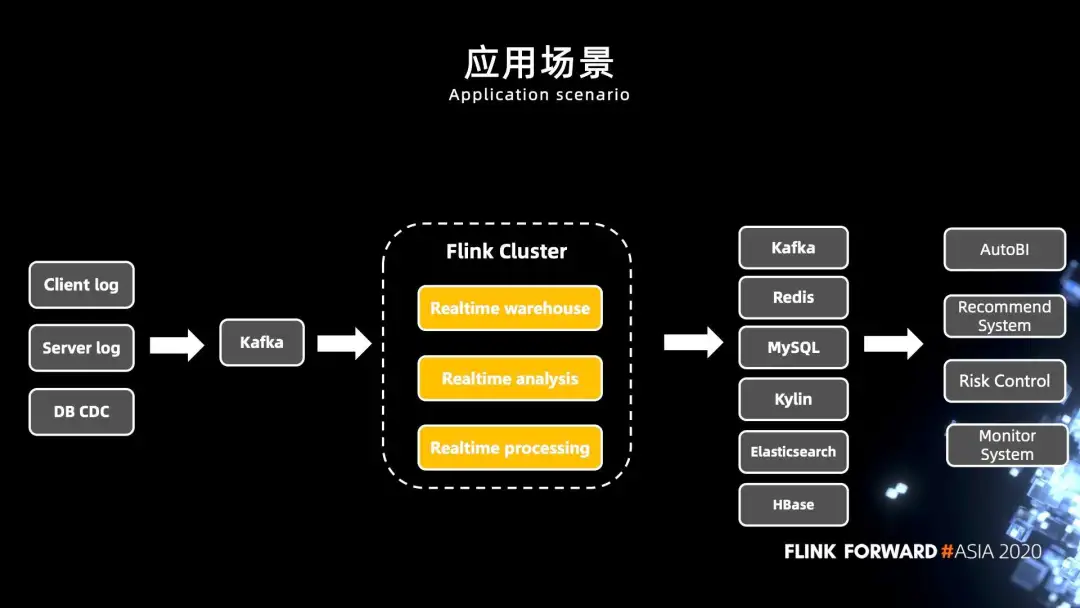 应用场景
Application scenario
Client log
Server log
DB CDC
Kafka
Flink Cluster
Realtime warehouse
Realtime analysis
Realtime processing
Kafka
Redis
MySQL
Kylin
Elasticsearch
HBase
AutoBI
Recommend
System
Risk Control
Monitor
System
FLINK FORWARD #ASIA 2020